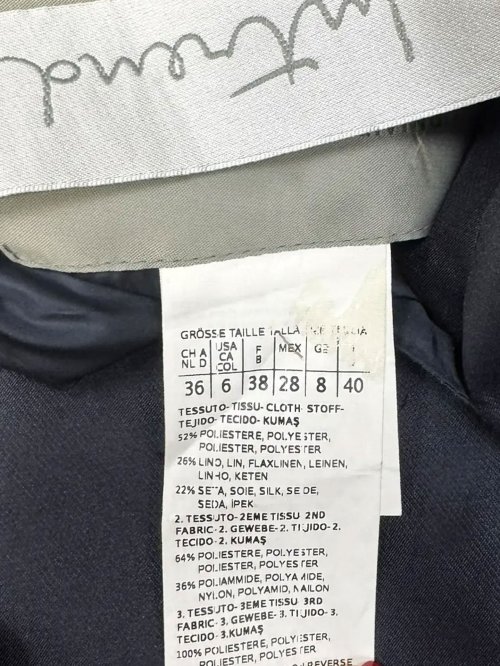 Intrend
GRÖSSE TAILLE TALLA
CH A USA F MEX GB I
NL D CA B
COL
36 6 38 28 8 40
TESSUTO-TISSU-CLOTH STOFF-
TEJIDO-TECIDO-KUMAŞ
52% POLIESTERE, POLYESTER,
POLIESTER, POLYESTER
26% LINO, LIN, FLAXLINEN, LEINEN,
LINHO, KETEN
22% SETA, SOIE, SILK, SEIDE,
SEDA, İPEK
2. TESSUTO-2EME TISSU 2ND
FABRIC-2. GEWEBE-2. TEJIDO-2.
TECIDO-2. KUMAŞ
64% POLIESTERE, POLYESTER,
POLIESTER, POLYESTER
36% POLIAMMIDE, POLYAMIDE,
NYLON, POLYAMID, NAILON
3. TESSUTO-3EME TISSU 3RD
FABRIC-3. GEWEBE-3. TEJIDO-3.
TECIDO-3.KUMAŞ
100% POLIESTERE, POLYESTER,
POLIESTER, POLYESTER
REVERSE